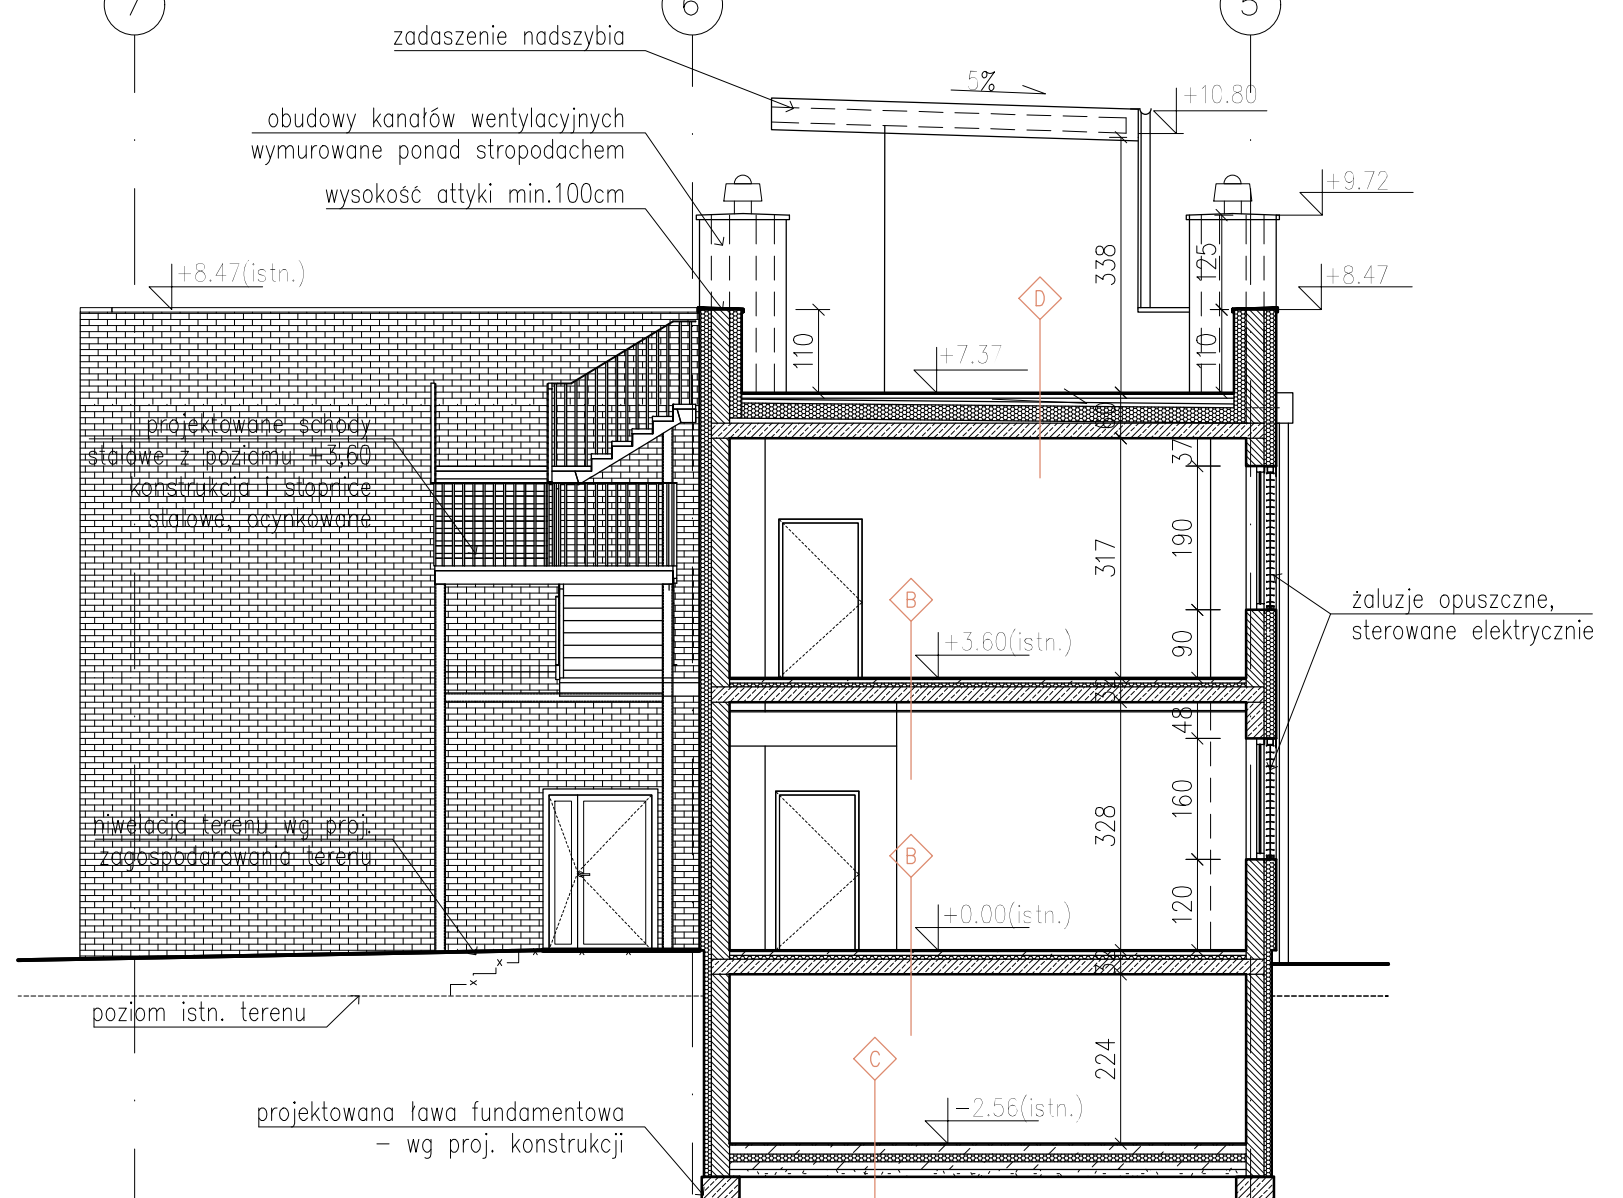 7
6
5
zadaszenie nadszybia
5%
+10.80
obudowy kanałów wentylacyjnych
wymurowane ponad stropodachem
wysokość attyki min.100cm
+9.72
+8.47(istn.)
+8.47
338
125
D
110
110
+7.37
60
projektowane schody
stalowe z poziomu +3,60
konstrukcja i stopnice
stalowe, ocynkowane
37
190
317
B
żaluzje opuszczne,
sterowane elektrycznie
90
+3.60(istn.)
48
160
328
niwelacja terenu wg proj.
zagospodarowania terenu
B
120
+0.00(istn.)
32
poziom istn. terenu
224
C
projektowana ława fundamentowa
– wg proj. konstrukcji
-2.56(istn.)